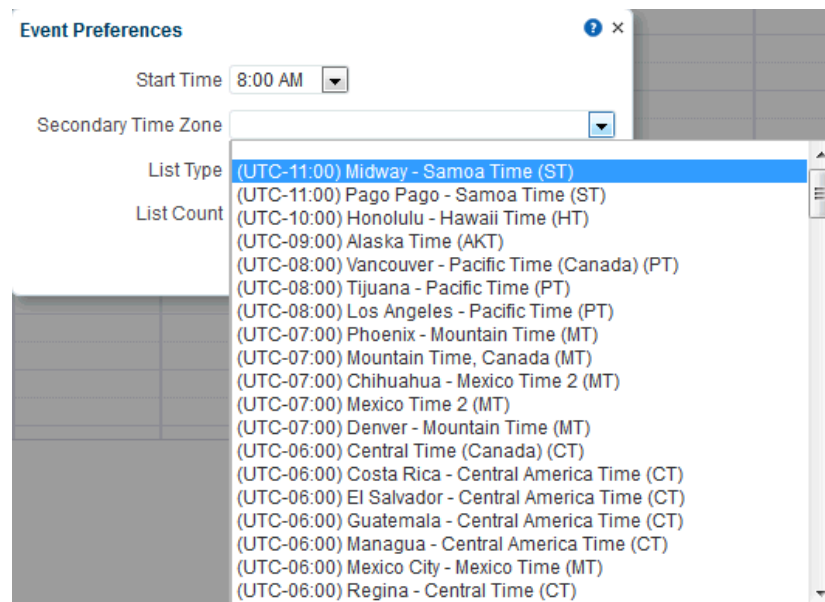 Event Preferences
Start Time 8:00 AM
Secondary Time Zone
List Type
List Count
(UTC-11:00) Midway - Samoa Time (ST)
(UTC-11:00) Pago Pago - Samoa Time (ST)
(UTC-10:00) Honolulu - Hawaii Time (HT)
(UTC-09:00) Alaska Time (AKT)
(UTC-08:00) Vancouver - Pacific Time (Canada) (PT)
(UTC-08:00) Tijuana - Pacific Time (PT)
(UTC-08:00) Los Angeles - Pacific Time (PT)
(UTC-07:00) Phoenix - Mountain Time (MT)
(UTC-07:00) Mountain Time, Canada (MT)
(UTC-07:00) Chihuahua - Mexico Time 2 (MT)
(UTC-07:00) Mexico Time 2 (MT)
(UTC-07:00) Denver - Mountain Time (MT)
(UTC-06:00) Central Time (Canada) (CT)
(UTC-06:00) Costa Rica - Central America Time (CT)
(UTC-06:00) El Salvador - Central America Time (CT)
(UTC-06:00) Guatemala - Central America Time (CT)
(UTC-06:00) Managua - Central America Time (CT)
(UTC-06:00) Mexico City - Mexico Time (MT)
(UTC-06:00) Regina - Central Time (CT)